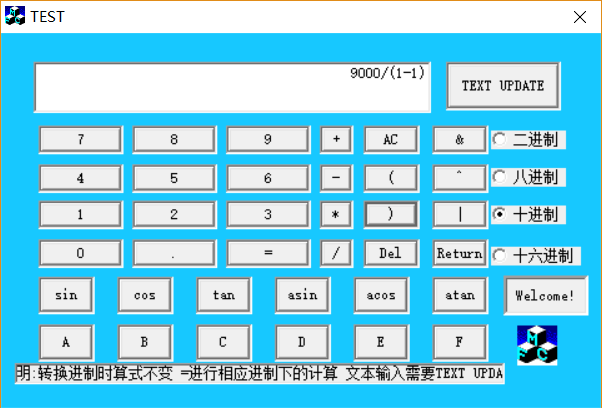 TEST
9000/(1-1)
TEXT UPDATE
7 8 9 + AC & 二进制
4 5 6 - ( ^ 八进制
1 2 3 * ) | 十进制
0 . = / Del Return 十六进制
sin cos tan asin acos atan Welcome!
A B C D E F
MFC
明:转换进制时算式不变 =进行相应进制下的计算 文本输入需要TEXT UPDA